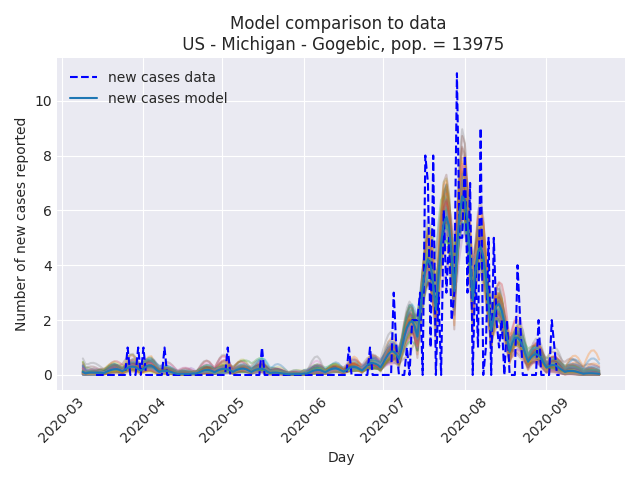 Model comparison to data
US - Michigan - Gogebic, pop. = 13975
new cases data
new cases model
Number of new cases reported
10
8
6
4
2
0
2020-03
2020-04
2020-05
2020-06
2020-07
2020-08
2020-09
Day